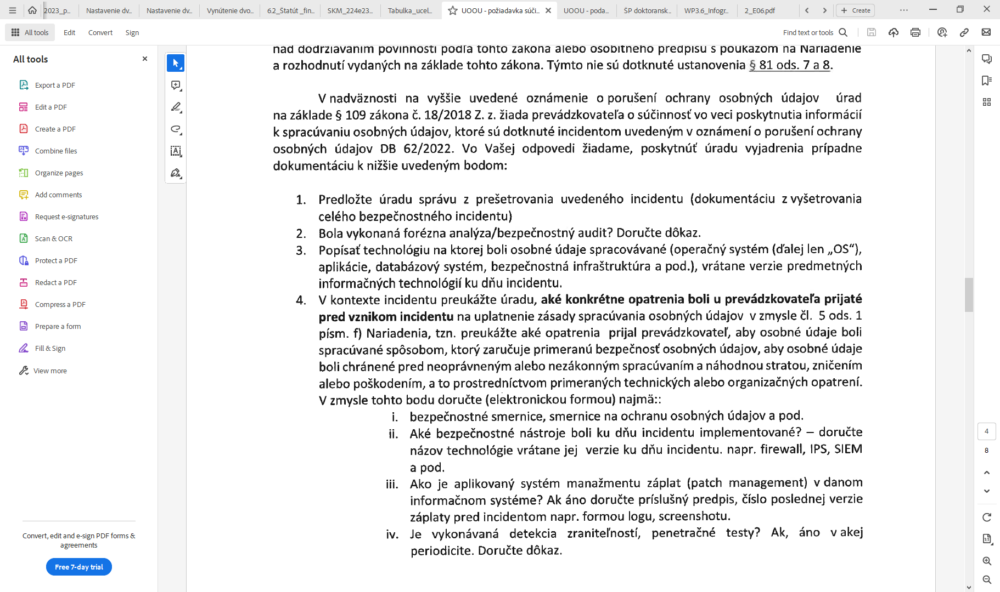 2023_p...
Nastavenie dv...
Nastavenie dv...
Vynútenie dvo...
6.2_Štatút _fin...
SKM_224e23...
Tabulka_ucel...
UOOU - požiadavka súči...
UOOU - poda...
ŠP doktoransk...
WP3.6_Infogr...
2_E06.pdf
Create
All tools
Edit
Convert
Sign
Find text or tools
All tools
Export a PDF
Edit a PDF
Create a PDF
Combine files
Organize pages
Add comments
Request e-signatures
Scan & OCR
Protect a PDF
Redact a PDF
Compress a PDF
Prepare a form
Fill & Sign
View more
Convert, edit and e-sign PDF forms &
agreements
Free 7-day trial
nad dodržiavaním povinností podľa tohto zákona alebo osobitného predpisu s poukazom na Nariadenie
a rozhodnutí vydaných na základe tohto zákona. Týmto nie sú dotknuté ustanovenia § 81 ods. 7 a 8.
V nadväznosti na vyššie uvedené oznámenie o porušení ochrany osobných údajov úrad
na základe § 109 zákona č. 18/2018 Z. z. žiada prevádzkovateľa o súčinnosť vo veci poskytnutia informácií
k spracúvaniu osobných údajov, ktoré sú dotknuté incidentom uvedeným v oznámení o porušení ochrany
osobných údajov DB 62/2022. Vo Vašej odpovedi žiadame, poskytnúť úradu vyjadrenia prípadne
dokumentáciu k nižšie uvedeným bodom:
1. Predložte úradu správu z prešetrovania uvedeného incidentu (dokumentáciu z vyšetrovania
celého bezpečnostného incidentu)
2. Bola vykonaná forézna analýza/bezpečnostný audit? Doručte dôkaz.
3. Popísať technológiu na ktorej boli osobné údaje spracovávané (operačný systém (ďalej len „OS“),
aplikácie, databázový systém, bezpečnostná infraštruktúra a pod.), vrátane verzie predmetných
informačných technológií ku dňu incidentu.
4. V kontexte incidentu preukážte úradu, aké konkrétne opatrenia boli u prevádzkovateľa prijaté
pred vznikom incidentu na uplatnenie zásady spracúvania osobných údajov v zmysle čl. 5 ods. 1
písm. f) Nariadenia, tzn. preukážte aké opatrenia prijal prevádzkovateľ, aby osobné údaje boli
spracúvané spôsobom, ktorý zaručuje primeranú bezpečnosť osobných údajov, aby osobné údaje
boli chránené pred neoprávneným alebo nezákonným spracúvaním a náhodnou stratou, zničením
alebo poškodením, a to prostredníctvom primeraných technických alebo organizačných opatrení.
V zmysle tohto bodu doručte (elektronickou formou) najmä::
i. bezpečnostné smernice, smernice na ochranu osobných údajov a pod.
ii. Aké bezpečnostné nástroje boli ku dňu incidentu implementované? – doručte
názov technológie vrátane jej verzie ku dňu incidentu. napr. firewall, IPS, SIEM
a pod.
iii. Ako je aplikovaný systém manažmentu záplat (patch management) v danom
informačnom systéme? Ak áno doručte príslušný predpis, číslo poslednej verzie
záplaty pred incidentom napr. formou logu, screenshotu.
iv. Je vykonávaná detekcia zraniteľností, penetračné testy? Ak, áno v akej
periodicite. Doručte dôkaz.
4
8